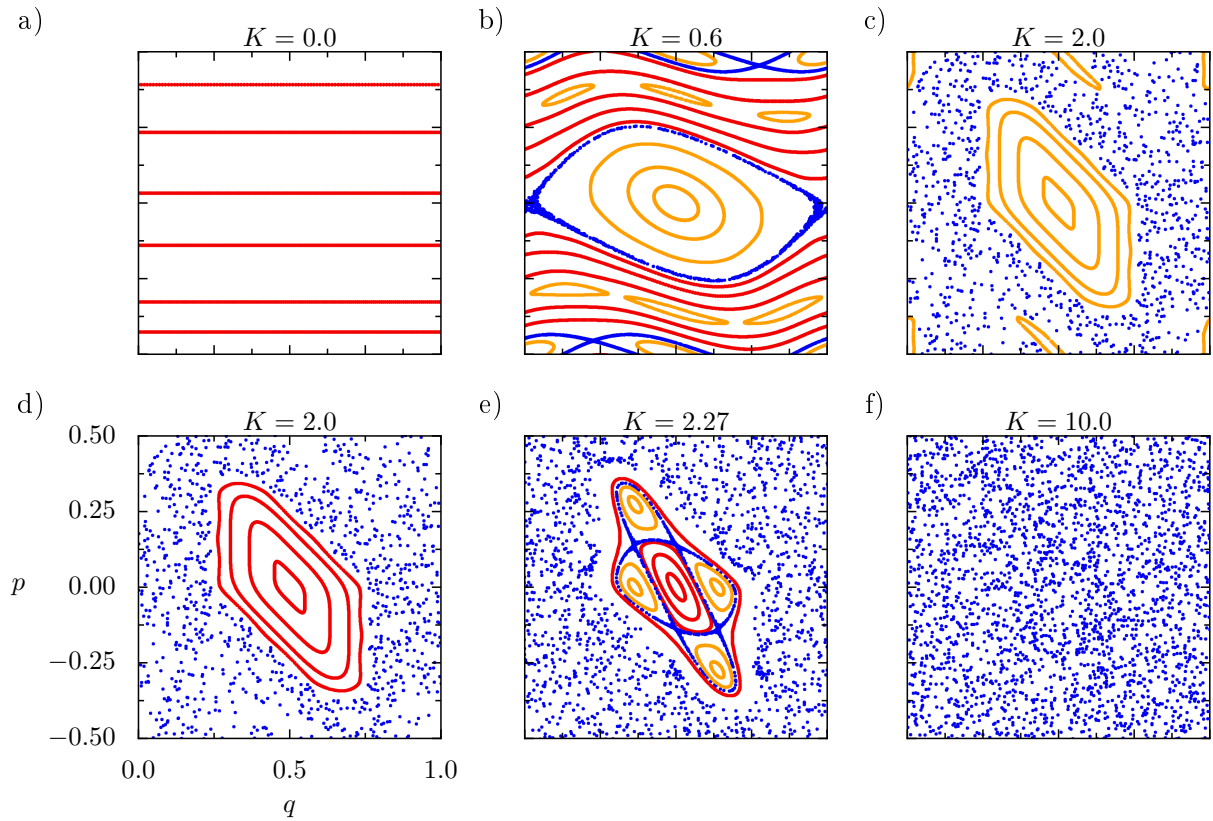 a)
K = 0.0
b)
K = 0.6
c)
K = 2.0
d)
K = 2.0
e)
K = 2.27
f)
K = 10.0
0.50
0.25
0.00
−0.25
−0.50
p
0.0
0.5
1.0
q